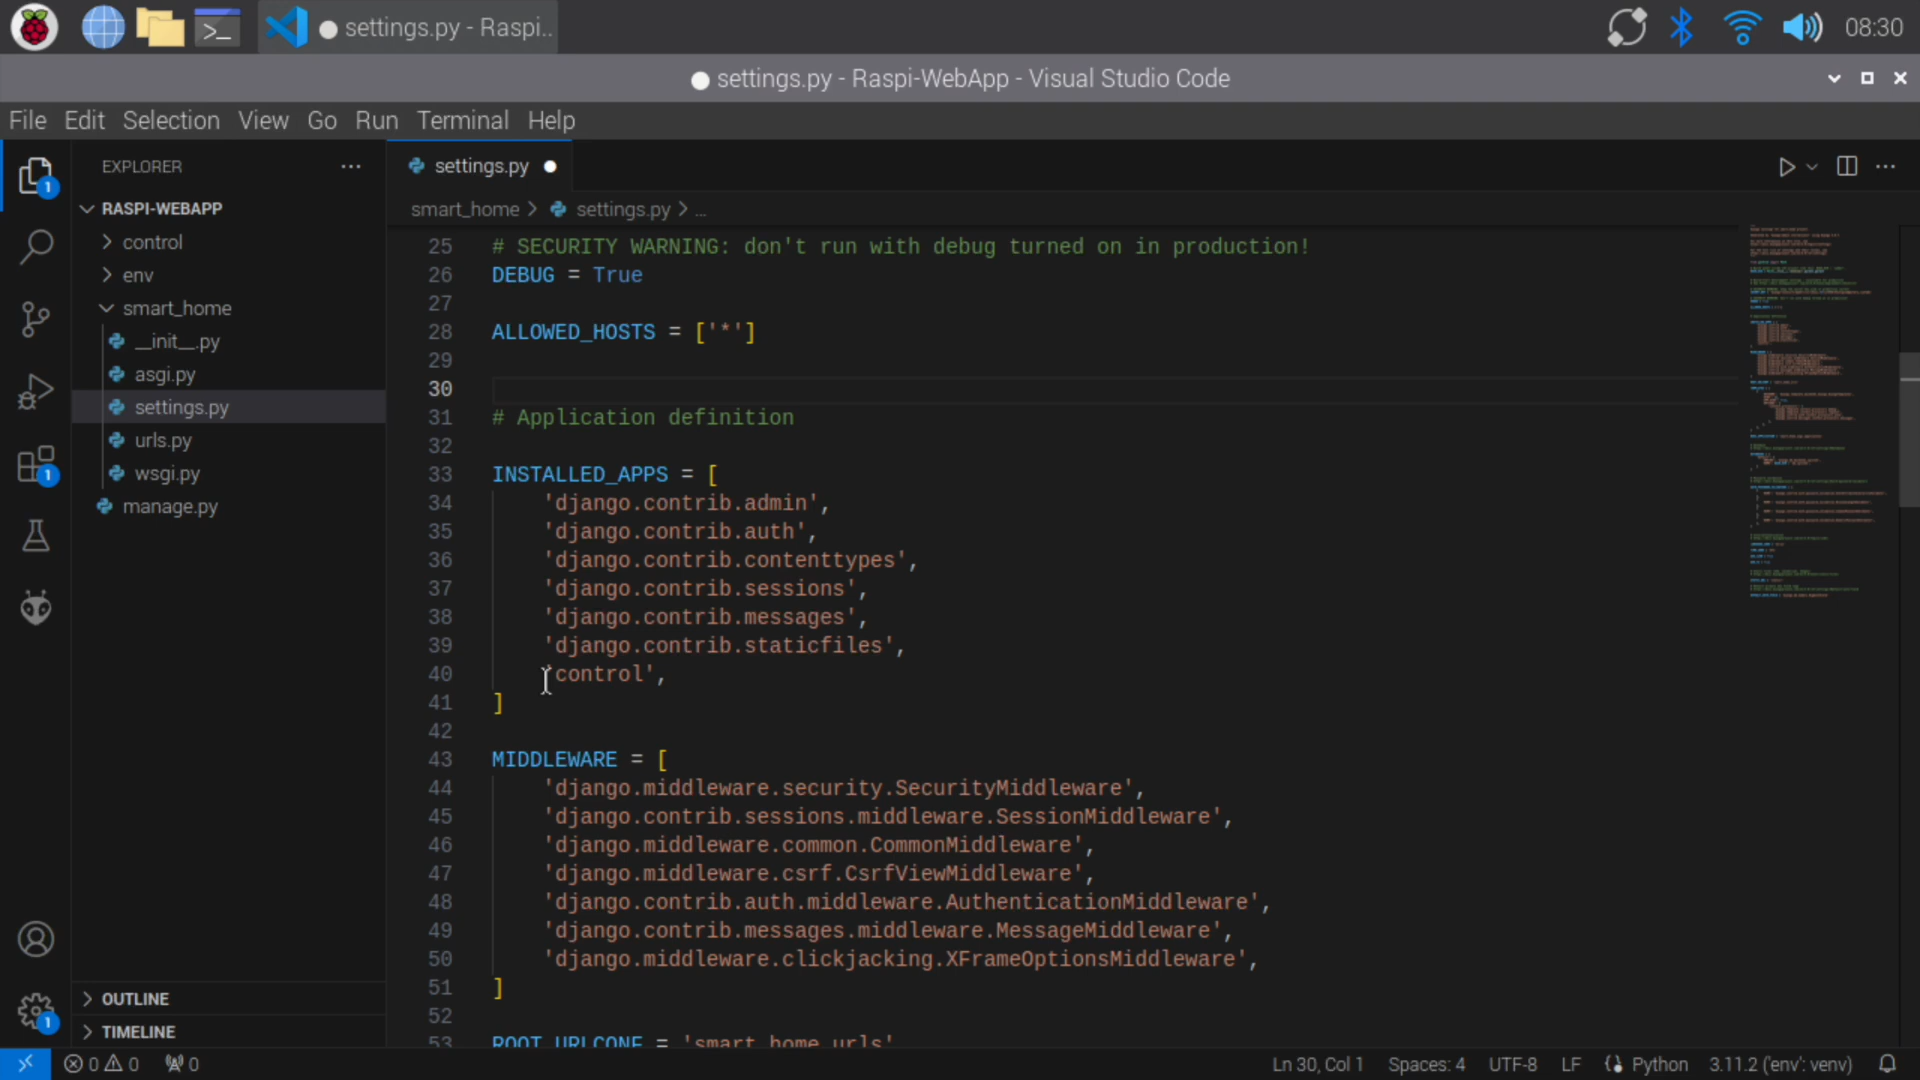 settings.py - Raspi..
08:30
settings.py - Raspi-WebApp - Visual Studio Code
File Edit Selection View Go Run Terminal Help
EXPLORER
RASPI-WEBAPP
control
env
smart_home
__init__.py
asgi.py
settings.py
urls.py
wsgi.py
manage.py
OUTLINE
TIMELINE
1
1
1
settings.py
smart_home > settings.py > ...
25 # SECURITY WARNING: don't run with debug turned on in production!
26 DEBUG = True
27
28 ALLOWED_HOSTS = ['*']
29
30
31 # Application definition
32
33 INSTALLED_APPS = [
34 'django.contrib.admin',
35 'django.contrib.auth',
36 'django.contrib.contenttypes',
37 'django.contrib.sessions',
38 'django.contrib.messages',
39 'django.contrib.staticfiles',
40 'control',
41 ]
42
43 MIDDLEWARE = [
44 'django.middleware.security.SecurityMiddleware',
45 'django.contrib.sessions.middleware.SessionMiddleware',
46 'django.middleware.common.CommonMiddleware',
47 'django.middleware.csrf.CsrfViewMiddleware',
48 'django.contrib.auth.middleware.AuthenticationMiddleware',
49 'django.contrib.messages.middleware.MessageMiddleware',
50 'django.middleware.clickjacking.XFrameOptionsMiddleware',
51 ]
52
53 ROOT_URLCONF = 'smart_home.urls'
0 0 0 Ln 30, Col 1 Spaces: 4 UTF-8 LF Python 3.11.2 ('env': venv)